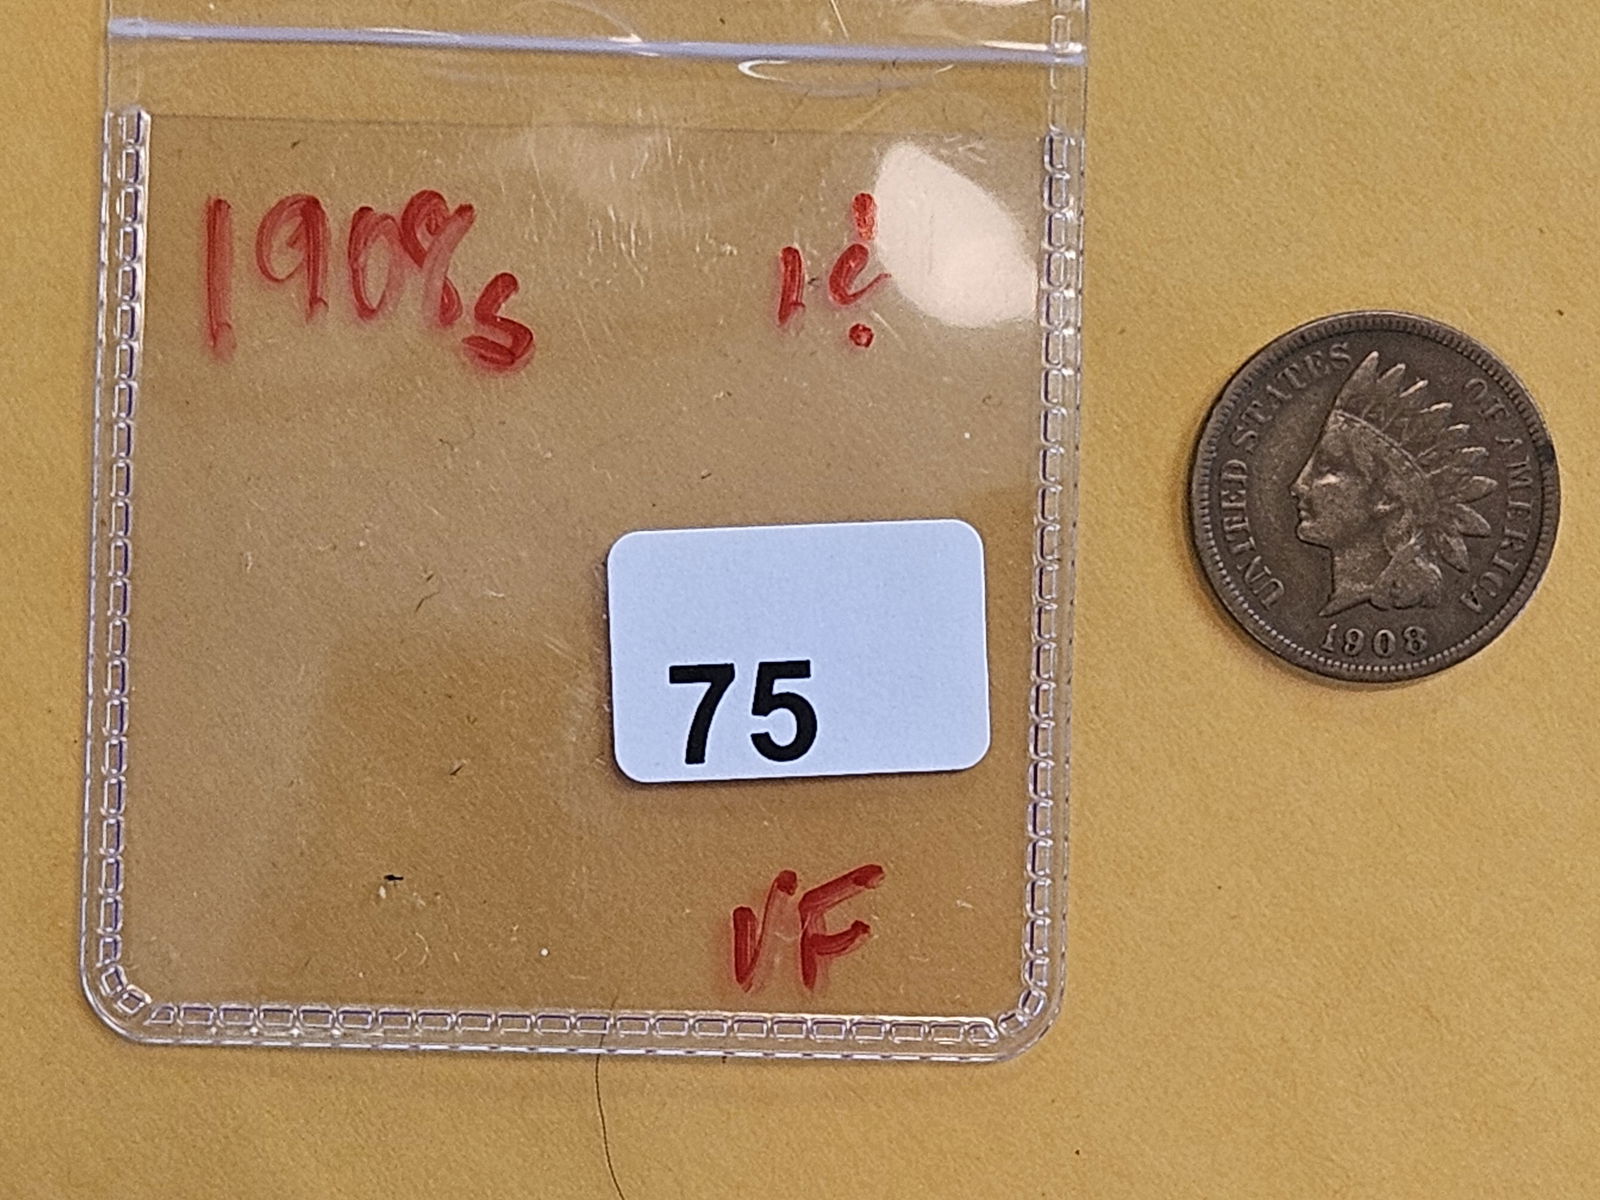 1908s 1¢
75
VF
UNITED STATES OF AMERICA
1908